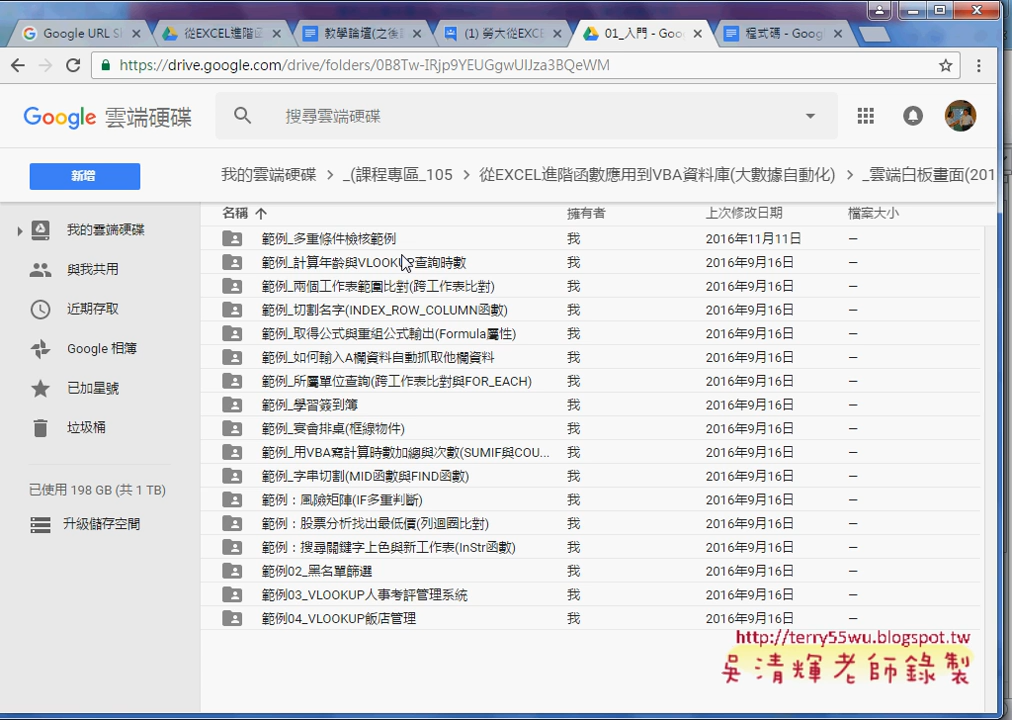 Google URL S
從EXCEL進階函
教學論壇(之後
(1) 勞大從EXCE
01_入門 - Goo
程式碼 - Goog
https://drive.google.com/drive/folders/0B8Tw-IRjp9YEUGgwUlJza3BQeWM
Google 雲端硬碟
搜尋雲端硬碟
新增
我的雲端硬碟 > _(課程專區_105 > 從EXCEL進階函數應用到VBA資料庫(大數據自動化) > _雲端白板畫面(201
名稱 擁有者 上次修改日期 檔案大小
我的雲端硬碟
與我共用
近期存取
Google 相簿
已加星號
垃圾桶
已使用 198 GB (共 1 TB)
升級儲存空間
範例_多重條件檢核範例 我 2016年11月11日 –
範例_計算年齡與VLOOKUP查詢時數 我 2016年9月16日 –
範例_兩個工作表範圍比對(跨工作表比對) 我 2016年9月16日 –
範例_切割名字(INDEX_ROW_COLUMN函數) 我 2016年9月16日 –
範例_取得公式與重組公式輸出(Formula屬性) 我 2016年9月16日 –
範例_如何輸入A欄資料自動抓取他欄資料 我 2016年9月16日 –
範例_所屬單位查詢(跨工作表比對與FOR_EACH) 我 2016年9月16日 –
範例_學習簽到簿 我 2016年9月16日 –
範例_宴會排桌(框線物件) 我 2016年9月16日 –
範例_用VBA寫計算時數加總與次數(SUMIF與COU... 我 2016年9月16日 –
範例_字串切割(MID函數與FIND函數) 我 2016年9月16日 –
範例：風險矩陣(IF多重判斷) 我 2016年9月16日 –
範例：股票分析找出最低價(列迴圈比對) 我 2016年9月16日 –
範例：搜尋關鍵字上色與新工作表(InStr函數) 我 2016年9月16日 –
範例02_黑名單篩選 我 2016年9月16日 –
範例03_VLOOKUP人事考評管理系統 我 2016年9月16日 –
範例04_VLOOKUP飯店管理 我 2016年9月16日 –
http://terry55wu.blogspot.tw
吳清輝老師錄製